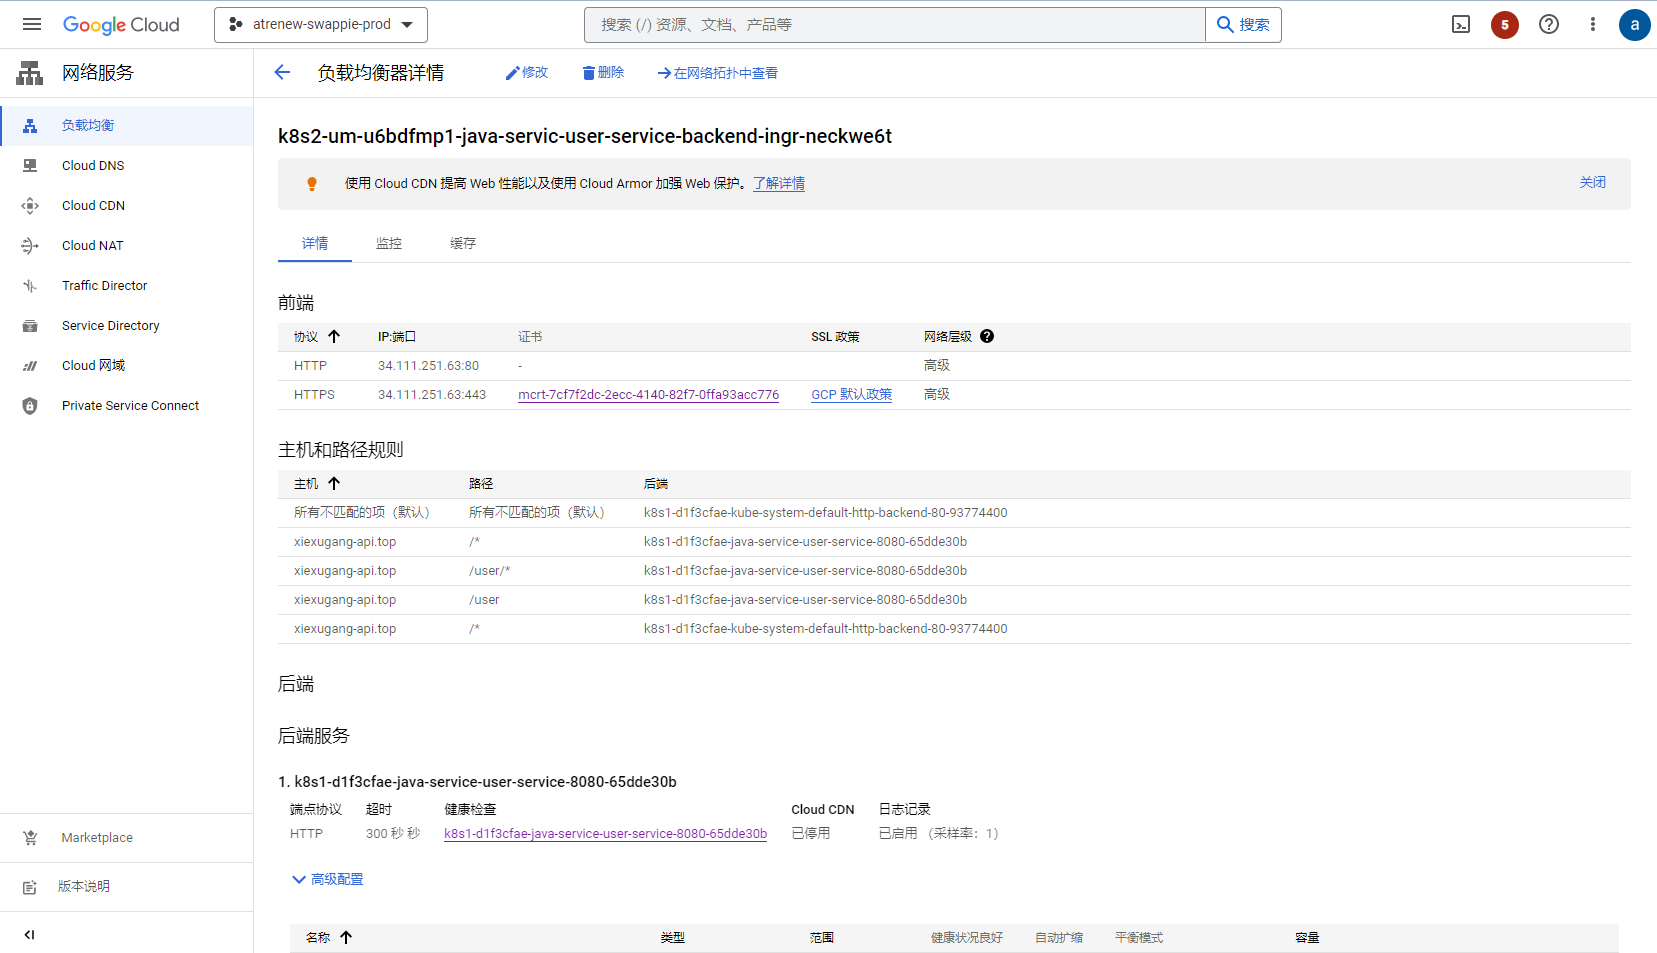 Google Cloud
atrenew-swappie-prod
搜索 (/) 资源、文档、产品等
搜索
5
a
网络服务
负载均衡器详情
修改
删除
在网络拓扑中查看
负载均衡
Cloud DNS
Cloud CDN
Cloud NAT
Traffic Director
Service Directory
Cloud 网域
Private Service Connect
Marketplace
版本说明
k8s2-um-u6bdfmp1-java-servic-user-service-backend-ingr-neckwe6t
使用 Cloud CDN 提高 Web 性能以及使用 Cloud Armor 加强 Web 保护。了解详情
关闭
详情 监控 缓存
前端
协议 IP:端口 证书 SSL 政策 网络层级
HTTP 34.111.251.63:80 - 高级
HTTPS 34.111.251.63:443 mcrt-7cf7f2dc-2ecc-4140-82f7-0ffa93acc776 GCP 默认政策 高级
主机和路径规则
主机 路径 后端
所有不匹配的项（默认） 所有不匹配的项（默认） k8s1-d1f3cfae-kube-system-default-http-backend-80-93774400
xiexugang-api.top /* k8s1-d1f3cfae-java-service-user-service-8080-65dde30b
xiexugang-api.top /user/* k8s1-d1f3cfae-java-service-user-service-8080-65dde30b
xiexugang-api.top /user k8s1-d1f3cfae-java-service-user-service-8080-65dde30b
xiexugang-api.top /* k8s1-d1f3cfae-kube-system-default-http-backend-80-93774400
后端
后端服务
1. k8s1-d1f3cfae-java-service-user-service-8080-65dde30b
端点协议 超时 健康检查 Cloud CDN 日志记录
HTTP 300 秒 秒 k8s1-d1f3cfae-java-service-user-service-8080-65dde30b 已停用 已启用 （采样率：1）
高级配置
名称 类型 范围 健康状况良好 自动扩缩 平衡模式 容量